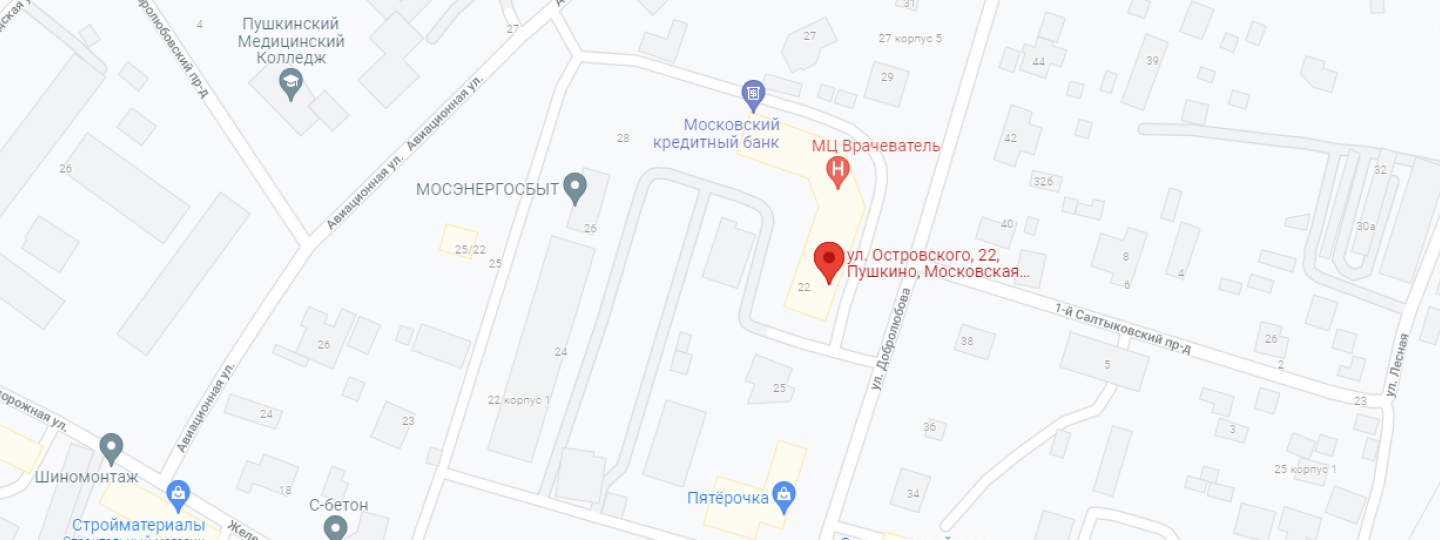 4
Пушкинский
Медицинский
Колледж
27
31
27
27 корпус 5
29
44
39
Добролюбовский пр-д
Авиационная ул.
Московский
кредитный банк
28
МЦ Врачеватель
42
26
Авиационная ул.
МОСЭНЕРГОСБЫТ
32б
32
26
40
30а
25/22
25
ул. Островского, 22,
Пушкино, Московская...
8
4
6
22
ул. Добролюбова
1-й Салтыковский пр-д
ул. Лесная
26
24
38
26
5
2
25
Авиационная ул.
22 корпус 1
23
24
23
36
3
Шиномонтаж
25 корпус 1
18
34
С-бетон
Пятёрочка
Стройматериалы